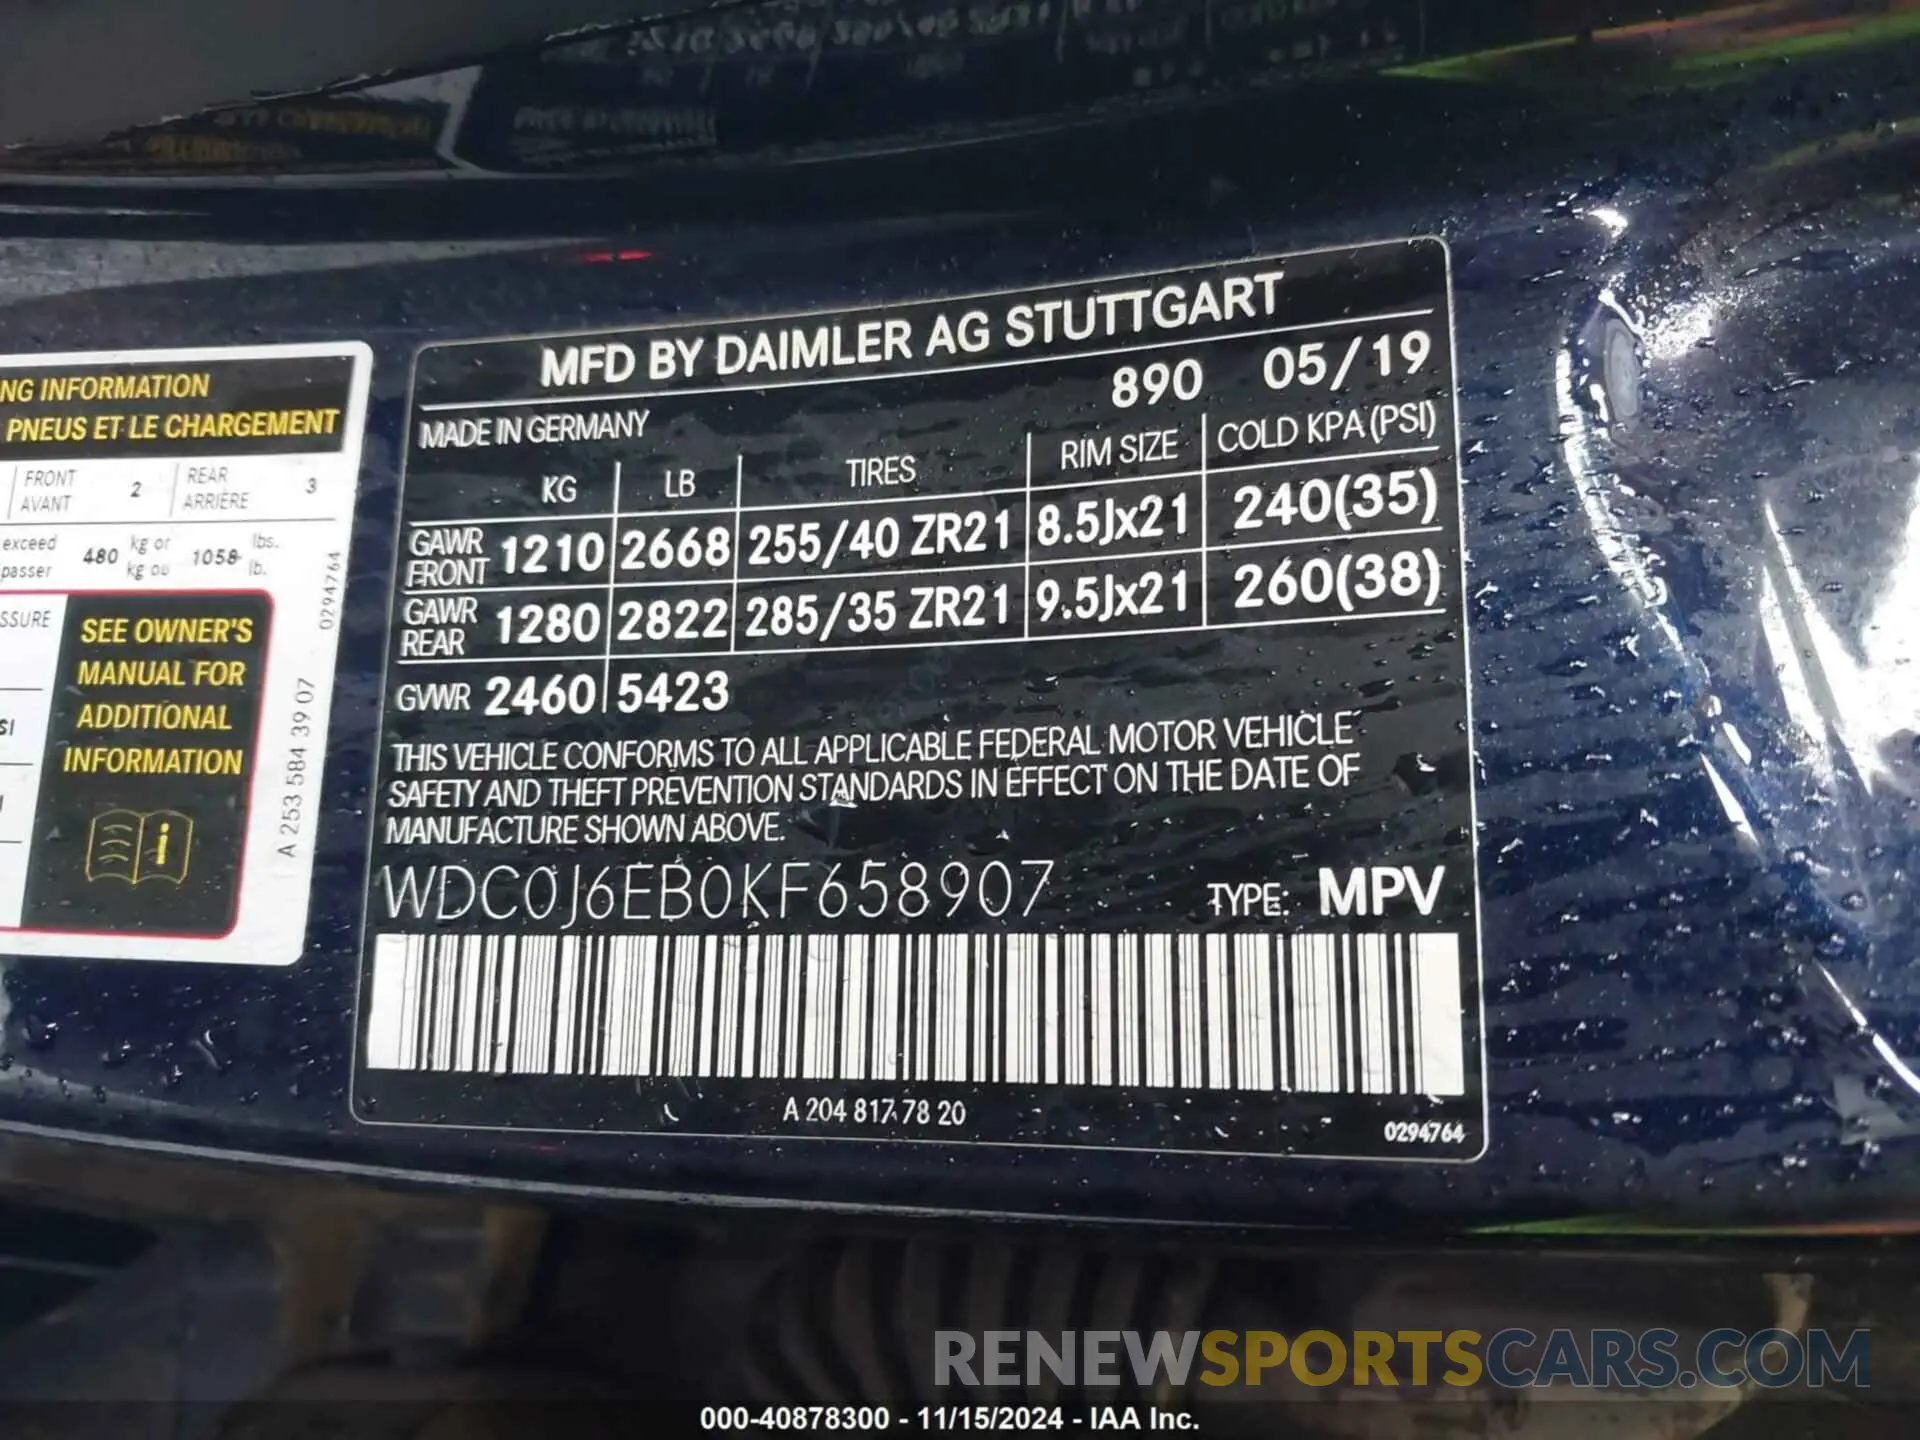 NG INFORMATION
PNEUS ET LE CHARGEMENT
FRONT
AVANT
2
REAR
ARRIÈRE
3
exceed
passer
480
kg or
kg ou
1058
lbs.
lb.
SSURE
SI
SEE OWNER'S
MANUAL FOR
ADDITIONAL
INFORMATION
0294764
A 253 584 39 07
MFD BY DAIMLER AG STUTTGART
MADE IN GERMANY 890 05/19
KG LB TIRES RIM SIZE COLD KPA (PSI)
GAWR
FRONT 1210 2668 255/40 ZR21 8.5Jx21 240(35)
GAWR
REAR 1280 2822 285/35 ZR21 9.5Jx21 260(38)
GVWR 2460 5423
THIS VEHICLE CONFORMS TO ALL APPLICABLE FEDERAL MOTOR VEHICLE
SAFETY AND THEFT PREVENTION STANDARDS IN EFFECT ON THE DATE OF
MANUFACTURE SHOWN ABOVE.
WDC0J6EB0KF658907 TYPE: MPV
A 204 817 78 20
0294764
RENEWSPORTSCARS.COM
000-40878300 - 11/15/2024 - IAA Inc.